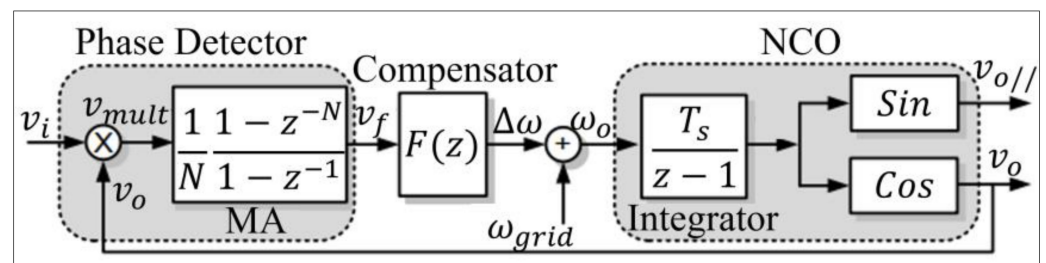 Phase Detector
NCO
Compensator
v_i
v_mult
×
1/N (1 − z^{−N})/(1 − z^{−1})
v_f
F(z)
Δω
+
ω_o
T_s/(z − 1)
Sin
v_{o//}
Cos
v_o
v_o
MA
ω_grid
Integrator